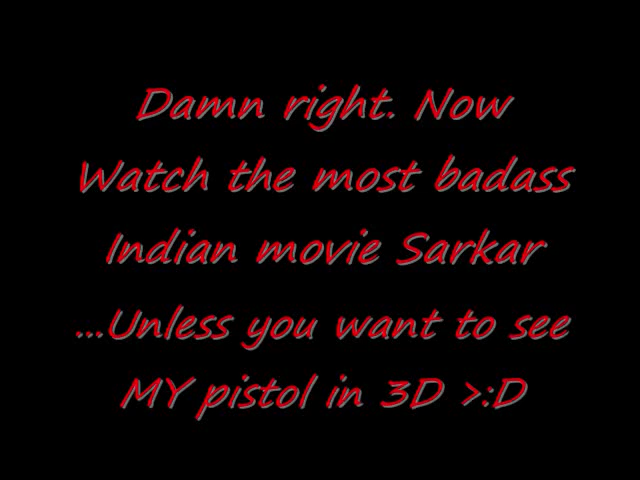 Damn right. Now
Watch the most badass
Indian movie Sarkar
...Unless you want to see
MY pistol in 3D >:D